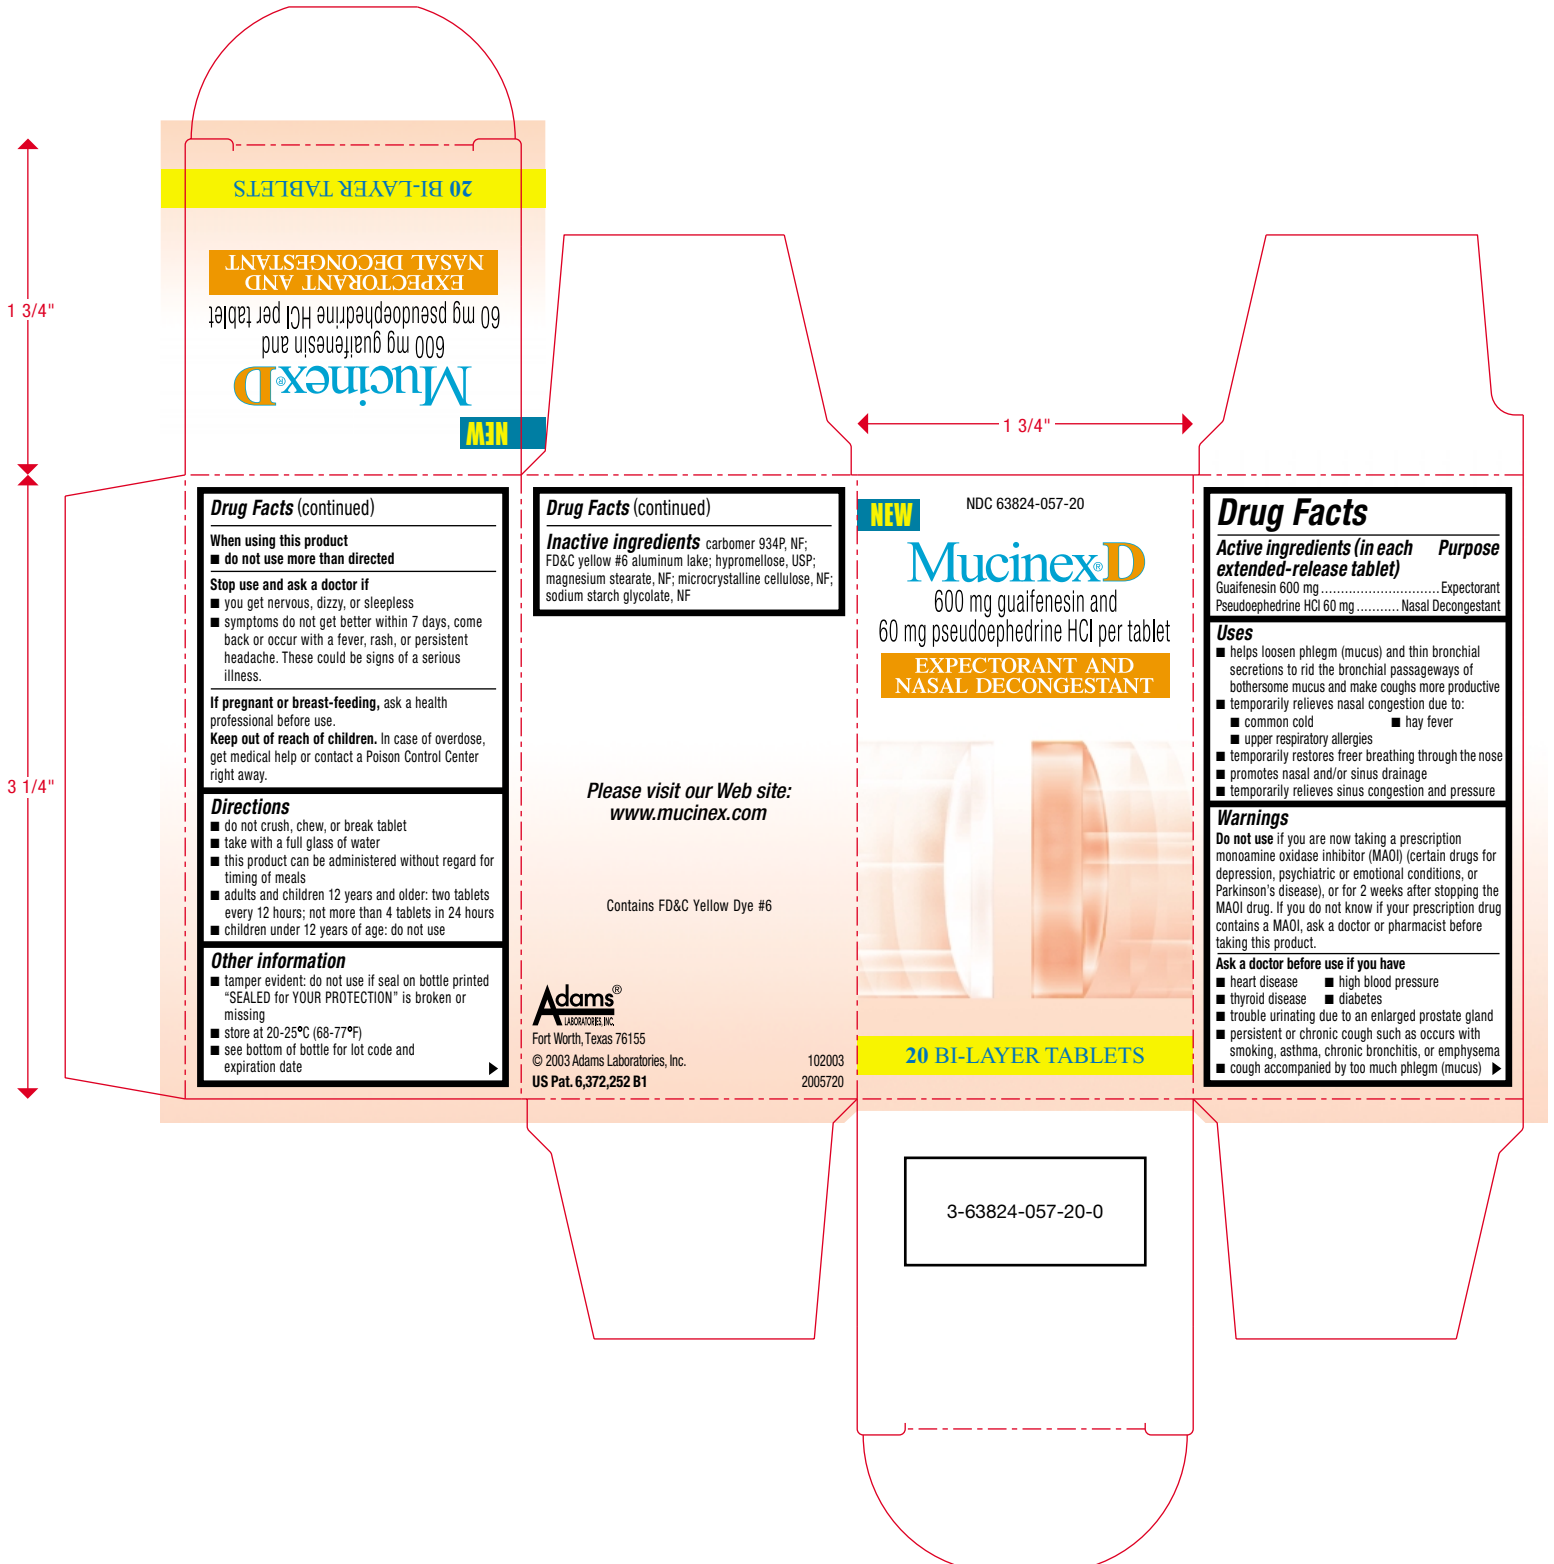 20 BI-LAYER TABLETS
EXPECTORANT AND
NASAL DECONGESTANT
600 mg guaifenesin and
60 mg pseudoephedrine HCl per tablet
Mucinex®D
NEW
1 3/4"
1 3/4"
3 1/4"
Drug Facts (continued)
When using this product
■ do not use more than directed
Stop use and ask a doctor if
■ you get nervous, dizzy, or sleepless
■ symptoms do not get better within 7 days, come
back or occur with a fever, rash, or persistent
headache. These could be signs of a serious
illness.
If pregnant or breast-feeding, ask a health
professional before use.
Keep out of reach of children. In case of overdose,
get medical help or contact a Poison Control Center
right away.
Directions
■ do not crush, chew, or break tablet
■ take with a full glass of water
■ this product can be administered without regard for
timing of meals
■ adults and children 12 years and older: two tablets
every 12 hours; not more than 4 tablets in 24 hours
■ children under 12 years of age: do not use
Other information
■ tamper evident: do not use if seal on bottle printed
“SEALED for YOUR PROTECTION” is broken or
missing
■ store at 20-25°C (68-77°F)
■ see bottom of bottle for lot code and
expiration date
Drug Facts (continued)
Inactive ingredients carbomer 934P, NF;
FD&C yellow #6 aluminum lake; hypromellose, USP;
magnesium stearate, NF; microcrystalline cellulose, NF;
sodium starch glycolate, NF
Please visit our Web site:
www.mucinex.com
Contains FD&C Yellow Dye #6
Adams®
LABORATORIES, INC.
Fort Worth, Texas 76155
© 2003 Adams Laboratories, Inc. 102003
US Pat. 6,372,252 B1 2005720
NEW
NDC 63824-057-20
Mucinex®D
600 mg guaifenesin and
60 mg pseudoephedrine HCl per tablet
EXPECTORANT AND
NASAL DECONGESTANT
20 BI-LAYER TABLETS
3-63824-057-20-0
Drug Facts
Active ingredients (in each Purpose
extended-release tablet)
Guaifenesin 600 mg ........................... Expectorant
Pseudoephedrine HCl 60 mg .......... Nasal Decongestant
Uses
■ helps loosen phlegm (mucus) and thin bronchial
secretions to rid the bronchial passageways of
bothersome mucus and make coughs more productive
■ temporarily relieves nasal congestion due to:
■ common cold ■ hay fever
■ upper respiratory allergies
■ temporarily restores freer breathing through the nose
■ promotes nasal and/or sinus drainage
■ temporarily relieves sinus congestion and pressure
Warnings
Do not use if you are now taking a prescription
monoamine oxidase inhibitor (MAOI) (certain drugs for
depression, psychiatric or emotional conditions, or
Parkinson's disease), or for 2 weeks after stopping the
MAOI drug. If you do not know if your prescription drug
contains a MAOI, ask a doctor or pharmacist before
taking this product.
Ask a doctor before use if you have
■ heart disease ■ high blood pressure
■ thyroid disease ■ diabetes
■ trouble urinating due to an enlarged prostate gland
■ persistent or chronic cough such as occurs with
smoking, asthma, chronic bronchitis, or emphysema
■ cough accompanied by too much phlegm (mucus)